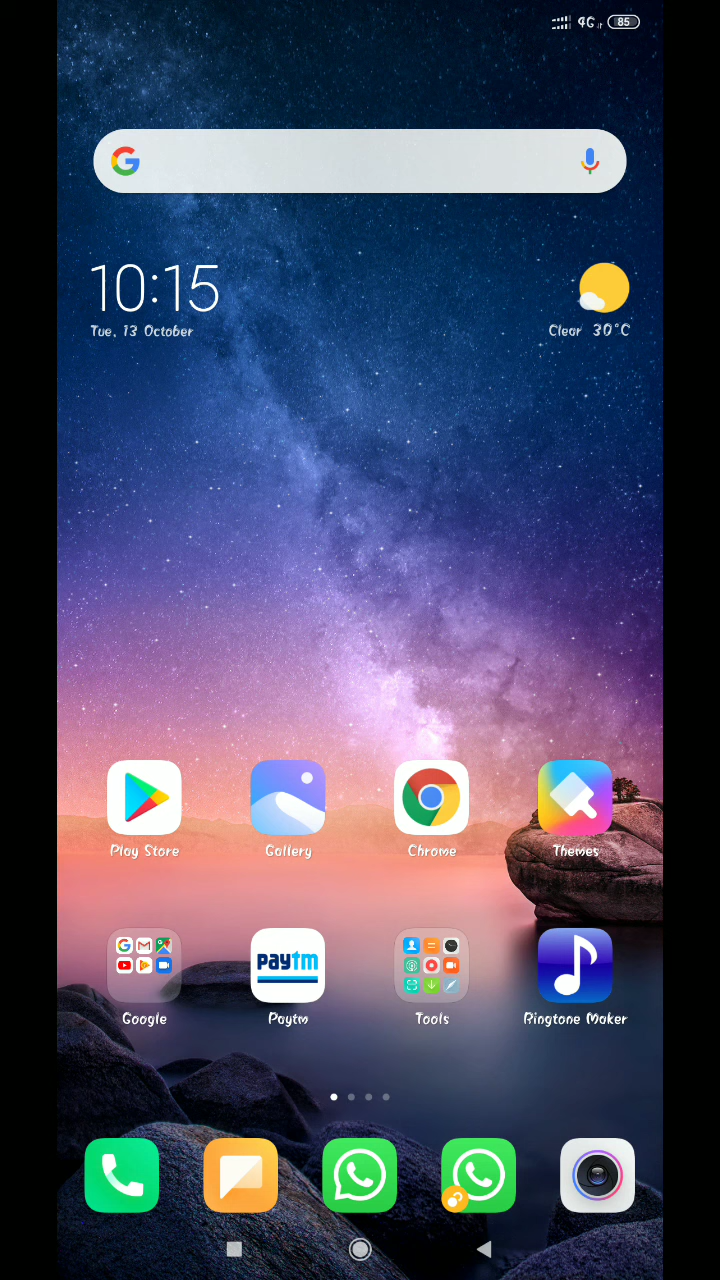 4G
85
10:15
Tue, 13 October
Clear 30°C
Play Store
Gallery
Chrome
Themes
paytm
Google
Paytm
Tools
Ringtone Maker